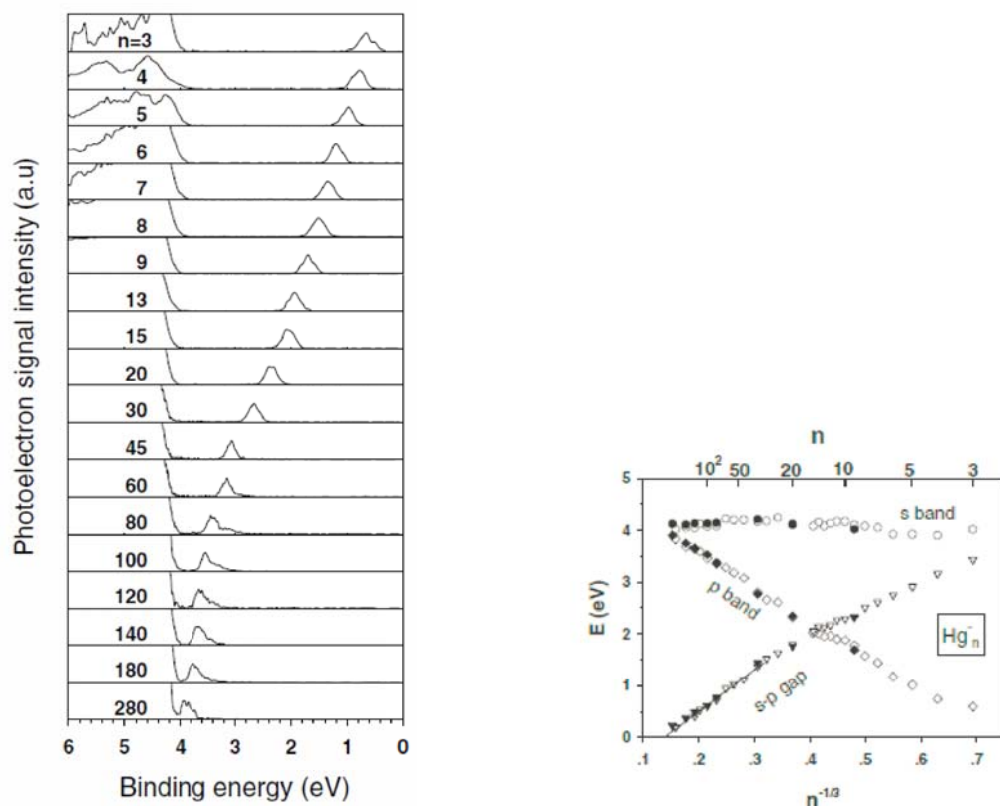 Photoelectron signal intensity (a.u)
n=3
4
5
6
7
8
9
13
15
20
30
45
60
80
100
120
140
180
280
6 5 4 3 2 1 0
Binding energy (eV)
n
10² 50 20 10 5 3
E (eV)
5
4
3
2
1
0
s band
p band
s-p gap
Hg⁻ₙ
.1 .2 .3 .4 .5 .6 .7
n⁻¹/³